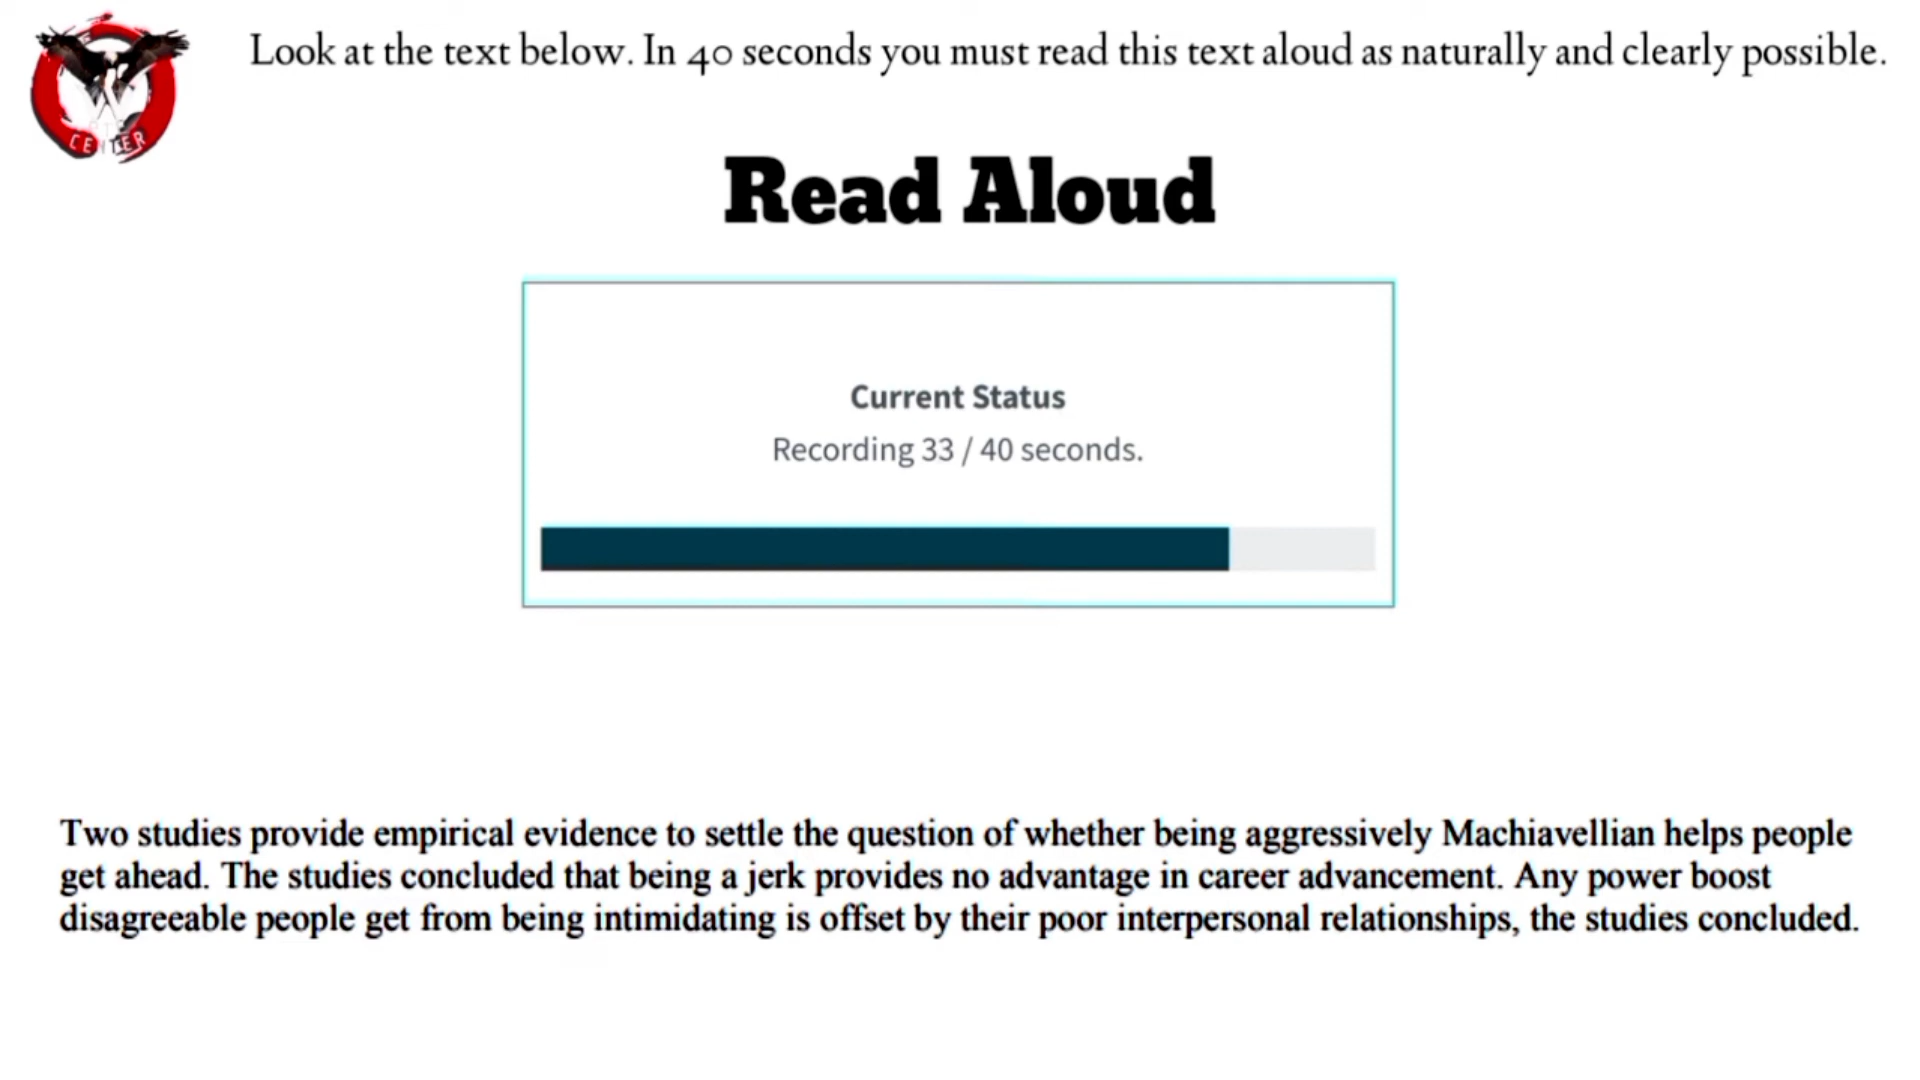 Look at the text below. In 40 seconds you must read this text aloud as naturally and clearly possible.
CENTER
Read Aloud
Current Status
Recording 33 / 40 seconds.
Two studies provide empirical evidence to settle the question of whether being aggressively Machiavellian helps people
get ahead. The studies concluded that being a jerk provides no advantage in career advancement. Any power boost
disagreeable people get from being intimidating is offset by their poor interpersonal relationships, the studies concluded.